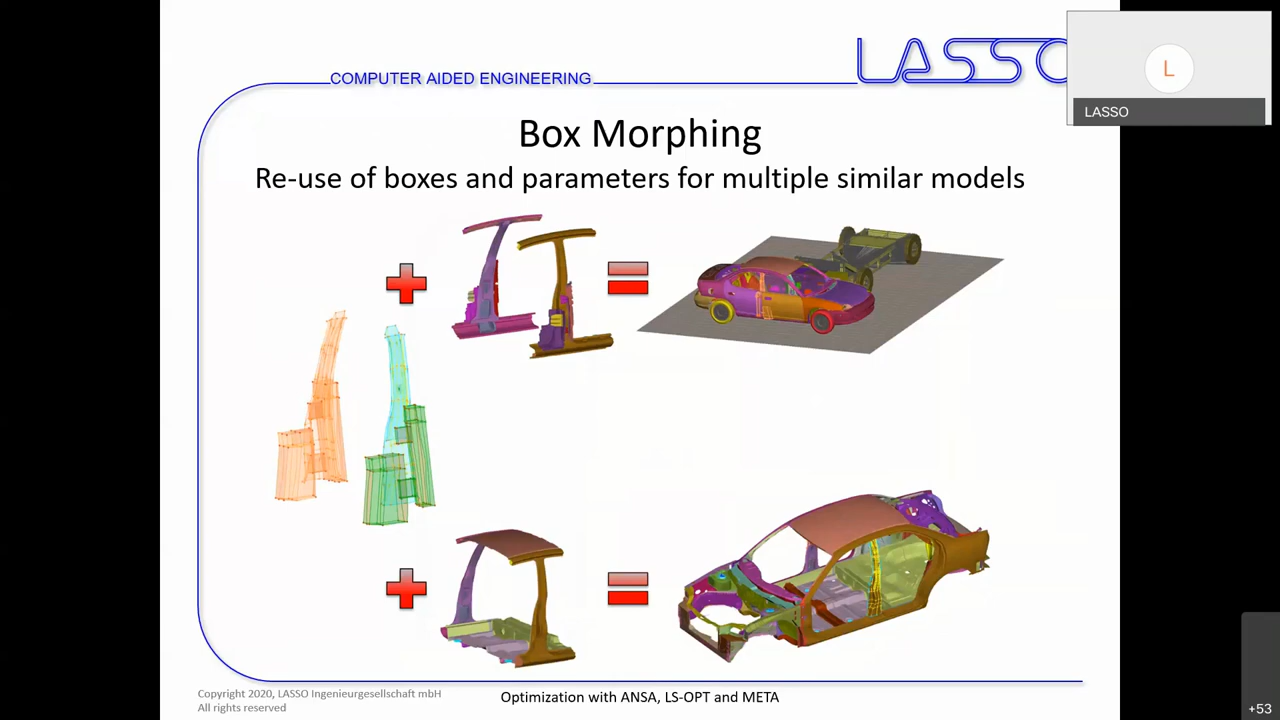 COMPUTER AIDED ENGINEERING
LASSO
L
LASSO
Box Morphing
Re-use of boxes and parameters for multiple similar models
Copyright 2020, LASSO Ingenieurgesellschaft mbH
All rights reserved
Optimization with ANSA, LS-OPT and META
+53